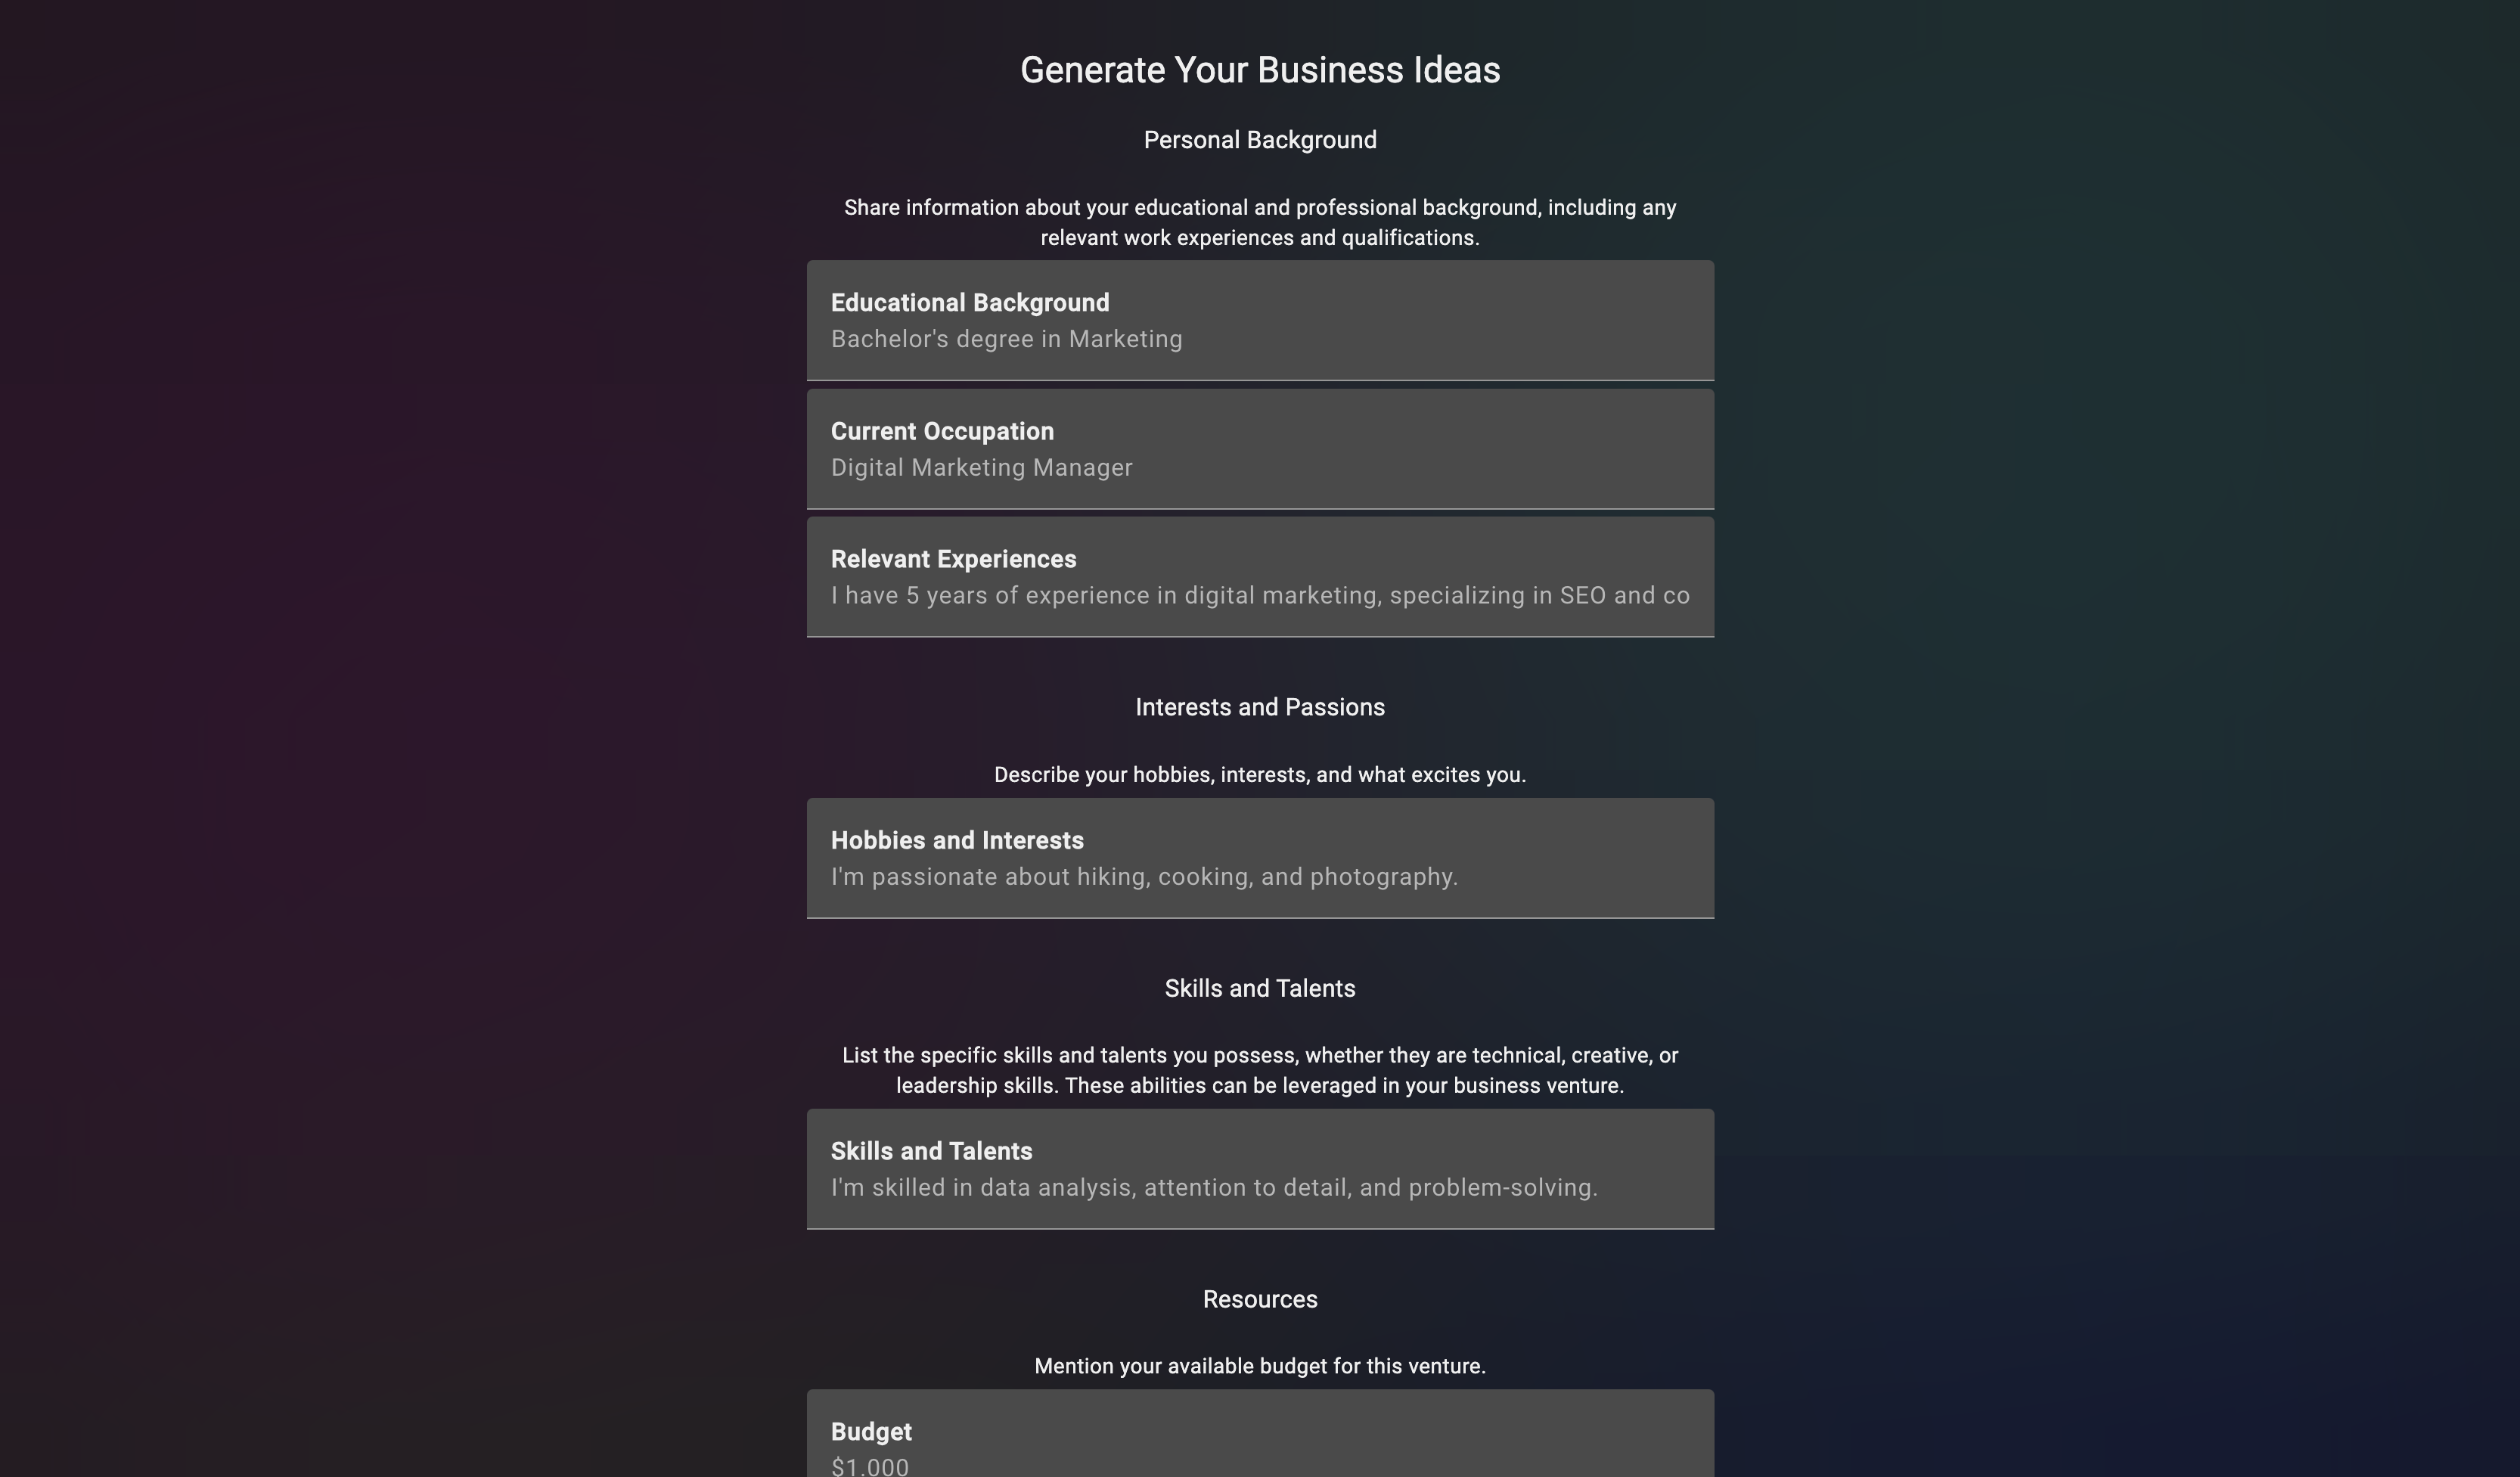 Generate Your Business Ideas
Personal Background
Share information about your educational and professional background, including any
relevant work experiences and qualifications.
Educational Background
Bachelor's degree in Marketing
Current Occupation
Digital Marketing Manager
Relevant Experiences
I have 5 years of experience in digital marketing, specializing in SEO and co
Interests and Passions
Describe your hobbies, interests, and what excites you.
Hobbies and Interests
I'm passionate about hiking, cooking, and photography.
Skills and Talents
List the specific skills and talents you possess, whether they are technical, creative, or
leadership skills. These abilities can be leveraged in your business venture.
Skills and Talents
I'm skilled in data analysis, attention to detail, and problem-solving.
Resources
Mention your available budget for this venture.
Budget
$1,000